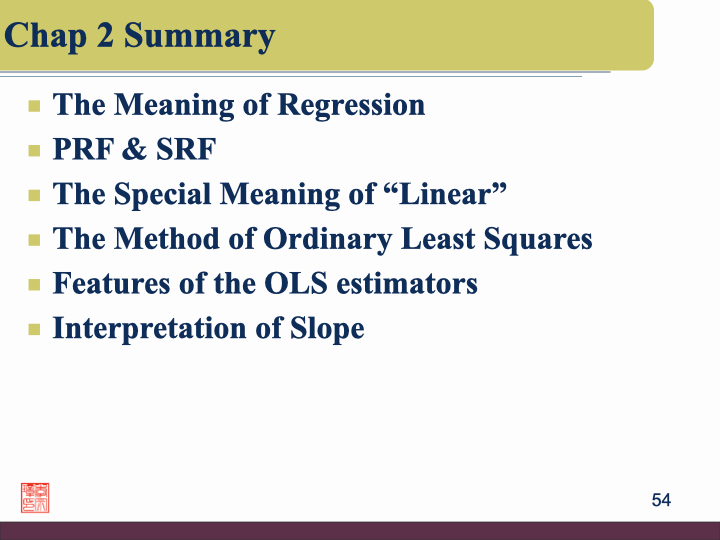 Chap 2 Summary
The Meaning of Regression
PRF & SRF
The Special Meaning of “Linear”
The Method of Ordinary Least Squares
Features of the OLS estimators
Interpretation of Slope
54